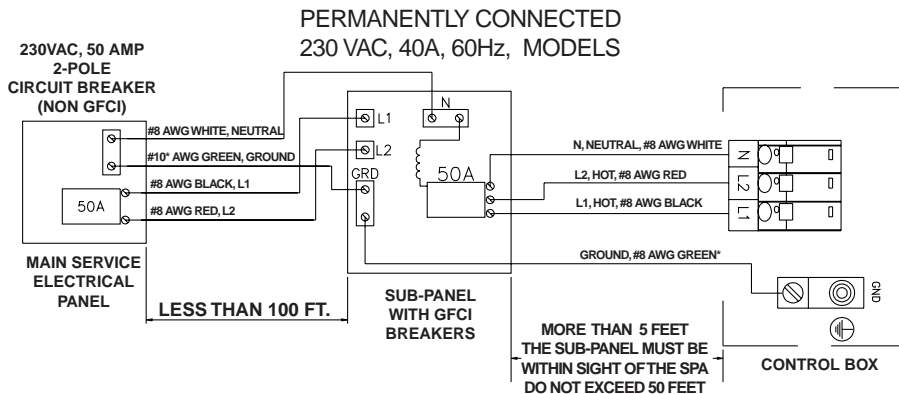 PERMANENTLY CONNECTED
230 VAC, 40A, 60Hz, MODELS
230VAC, 50 AMP
2-POLE
CIRCUIT BREAKER
(NON GFCI)
#8 AWG WHITE, NEUTRAL
#10* AWG GREEN, GROUND
#8 AWG BLACK, L1
#8 AWG RED, L2
50A
MAIN SERVICE
ELECTRICAL
PANEL
LESS THAN 100 FT.
L1
N
L2
GRD
50A
SUB-PANEL
WITH GFCI
BREAKERS
N, NEUTRAL, #8 AWG WHITE
L2, HOT, #8 AWG RED
L1, HOT, #8 AWG BLACK
GROUND, #8 AWG GREEN*
MORE THAN 5 FEET
THE SUB-PANEL MUST BE
WITHIN SIGHT OF THE SPA
DO NOT EXCEED 50 FEET
N
L2
L1
GND
CONTROL BOX